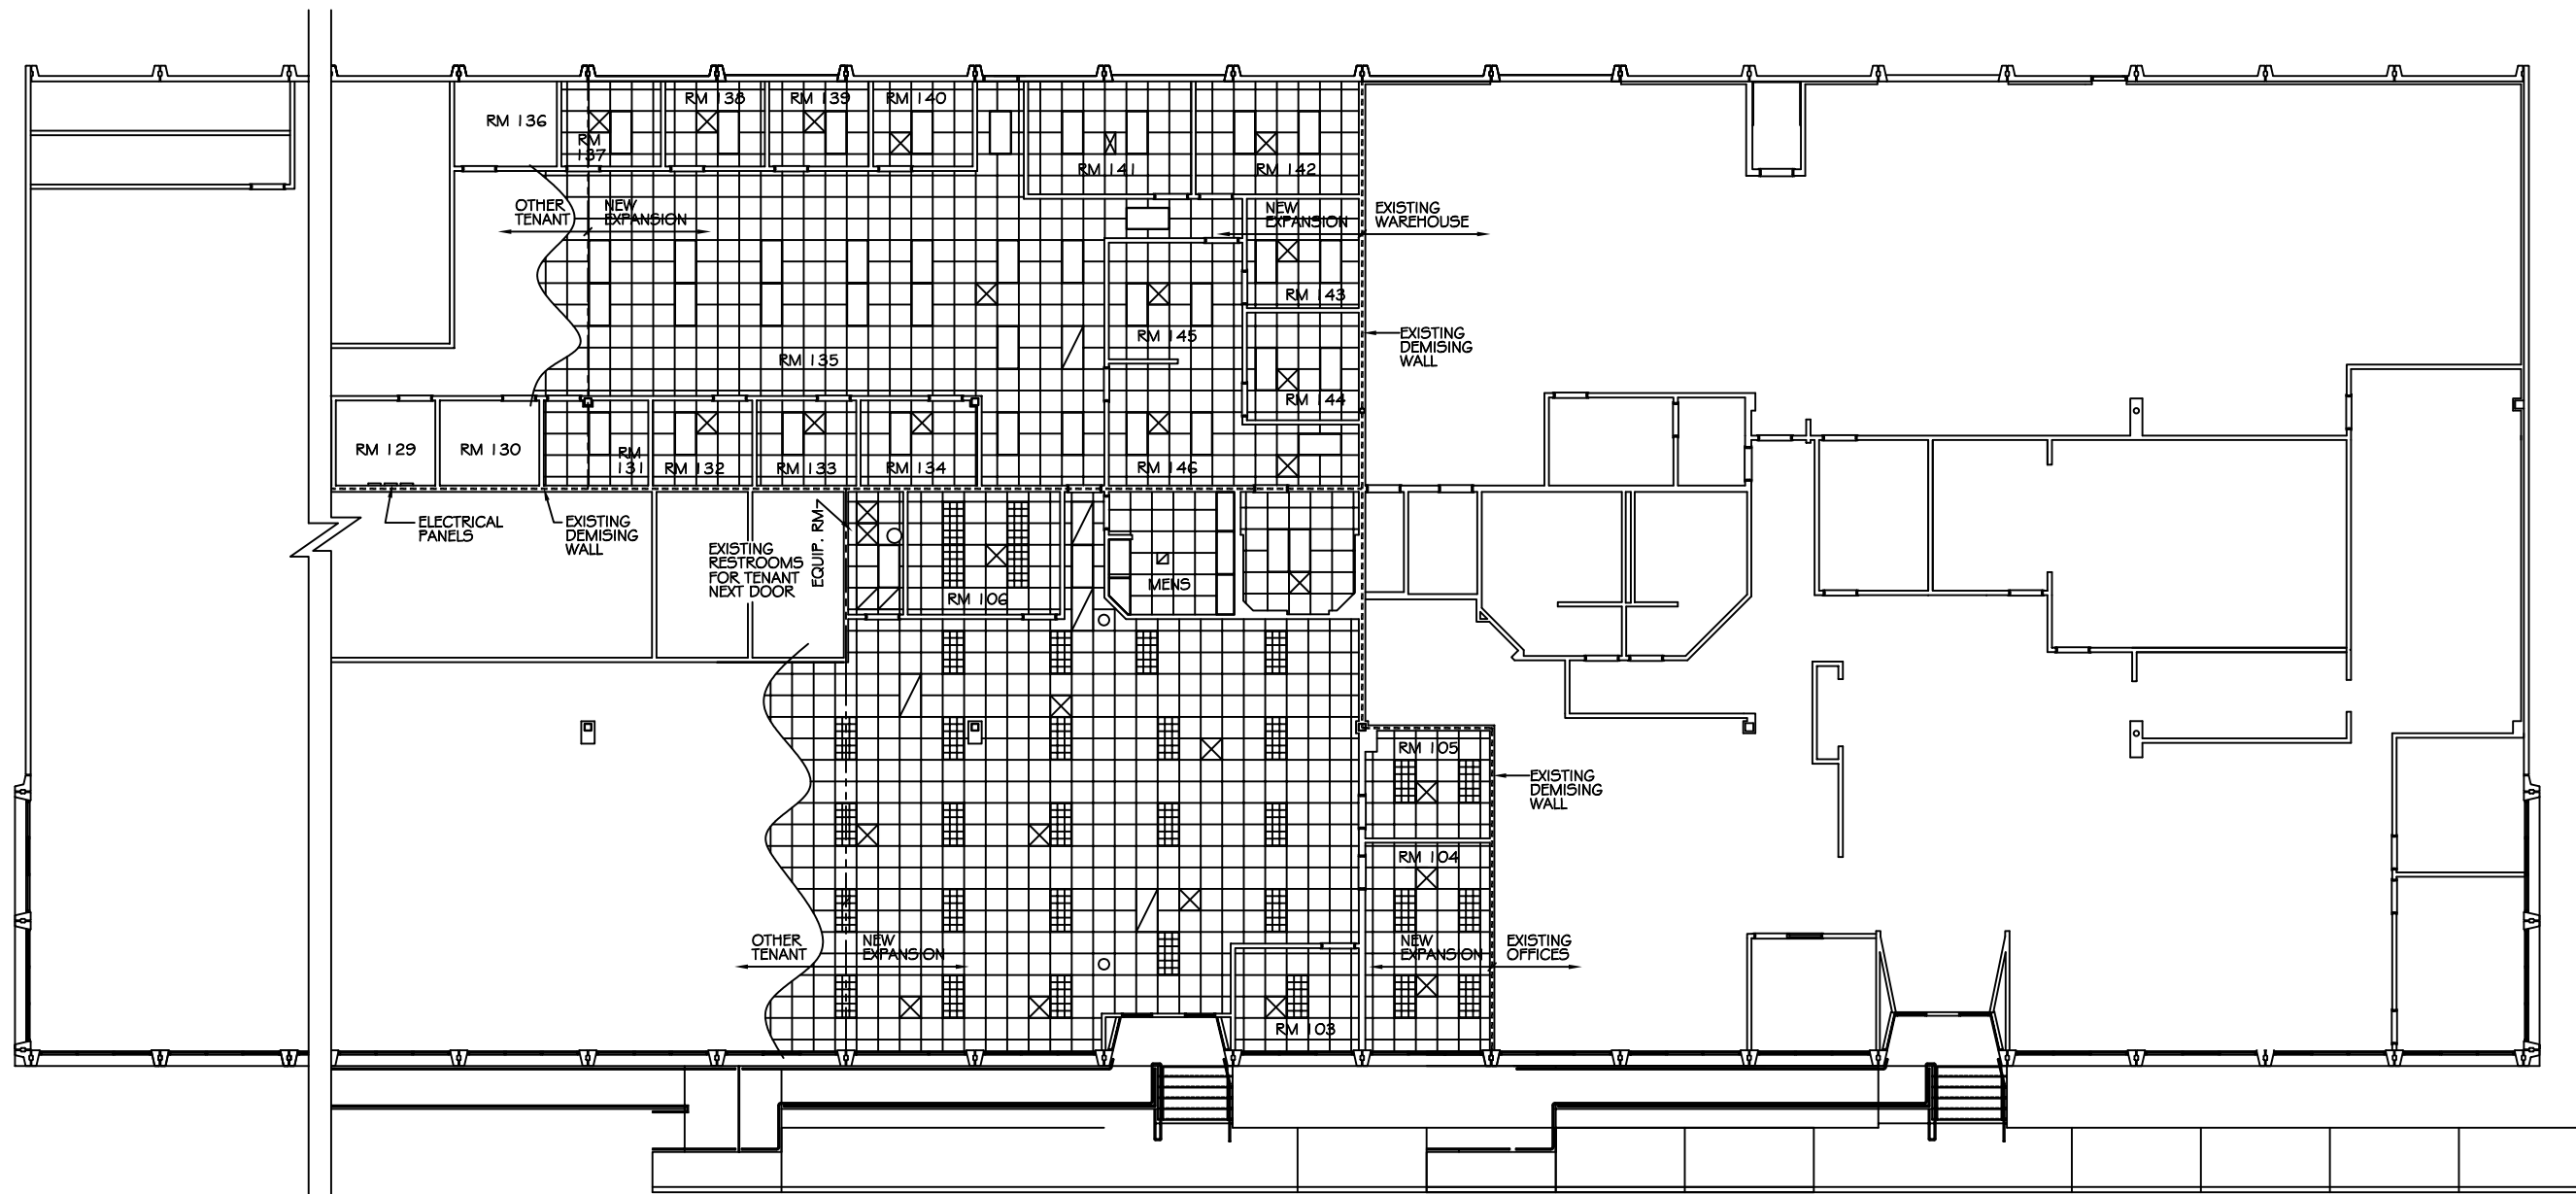 RM 138
RM 139
RM 140
RM 136
RM
137
RM 141
RM 142
OTHER
TENANT
NEW
EXPANSION
NEW
EXPANSION
EXISTING
WAREHOUSE
RM 143
EXISTING
DEMISING
WALL
RM 145
RM 135
RM 144
RM 129
RM 130
RM
131
RM 132
RM 133
RM 134
RM 146
ELECTRICAL
PANELS
EXISTING
DEMISING
WALL
EXISTING
RESTROOMS
FOR TENANT
NEXT DOOR
EQUIP. RM
RM 106
MENS
RM 105
EXISTING
DEMISING
WALL
RM 104
OTHER
TENANT
NEW
EXPANSION
NEW
EXPANSION
EXISTING
OFFICES
RM 103